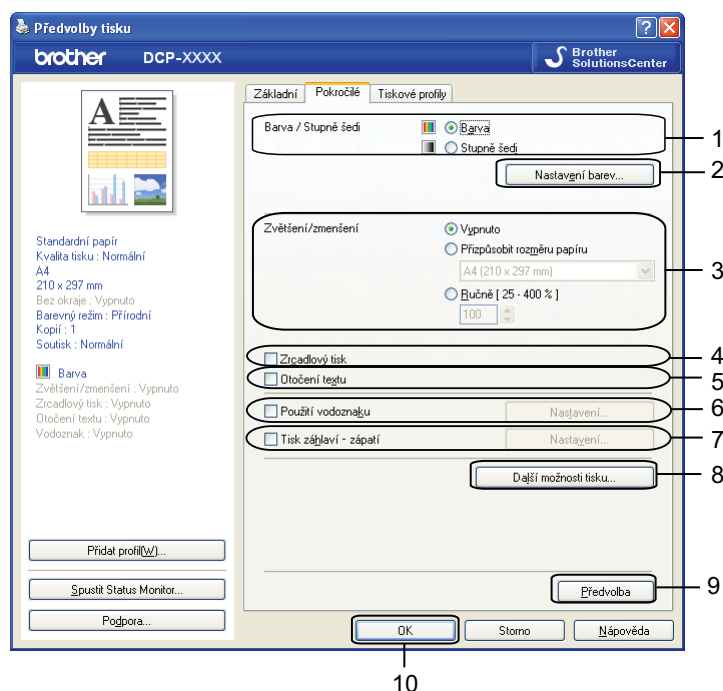 Předvolby tisku
brother DCP-XXXX
Brother
SolutionsCenter
Základní Pokročilé Tiskové profily
Barva / Stupně šedi
Barva
Stupně šedi
1
Nastavení barev...
2
Zvětšení/zmenšení
Vypnuto
Přizpůsobit rozměru papíru
A4 (210 x 297 mm)
3
Ručně [ 25 - 400 % ]
100
Zrcadlový tisk
4
Otočení textu
5
Použití vodoznaku
Nastavení...
6
Tisk záhlaví - zápatí
Nastavení...
7
Další možnosti tisku...
8
Předvolba
9
A
Standardní papír
Kvalita tisku : Normální
A4
210 x 297 mm
Bez okraje : Vypnuto
Barevný režim : Přírodní
Kopií : 1
Soutisk : Normální
Barva
Zvětšení/zmenšení : Vypnuto
Zrcadlový tisk : Vypnuto
Otočení textu : Vypnuto
Vodoznak : Vypnuto
Přidat profil(W)...
Spustit Status Monitor...
Podpora...
OK Storno Nápověda
10